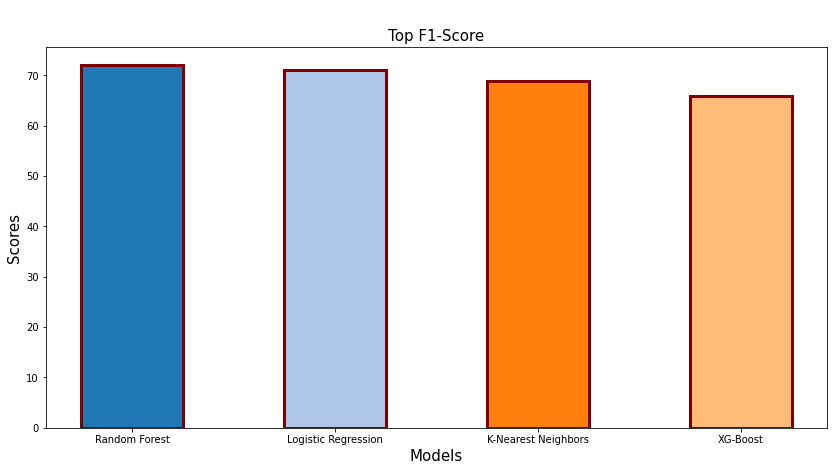 Top F1-Score
Scores
70
60
50
40
30
20
10
0
Random Forest
Logistic Regression
K-Nearest Neighbors
XG-Boost
Models